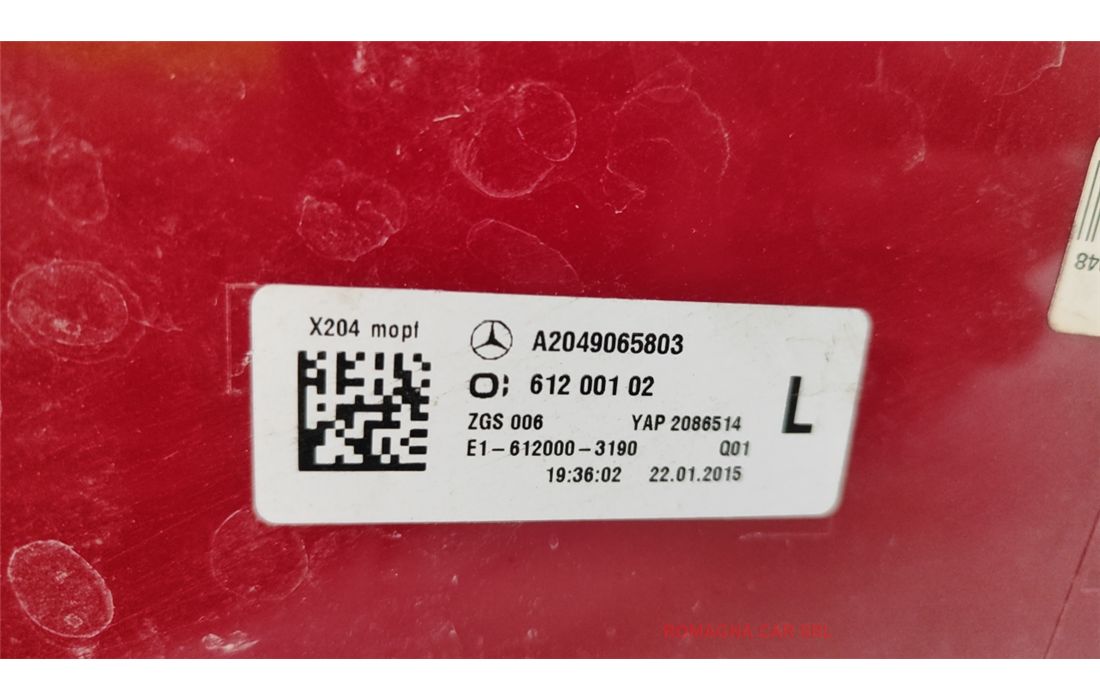 X204 mopf
A2049065803
O; 612 001 02
ZGS 006 YAP 2086514
E1-612000-3190 Q01
19:36:02 22.01.2015
L
48
ROMAGNA CAR SRL